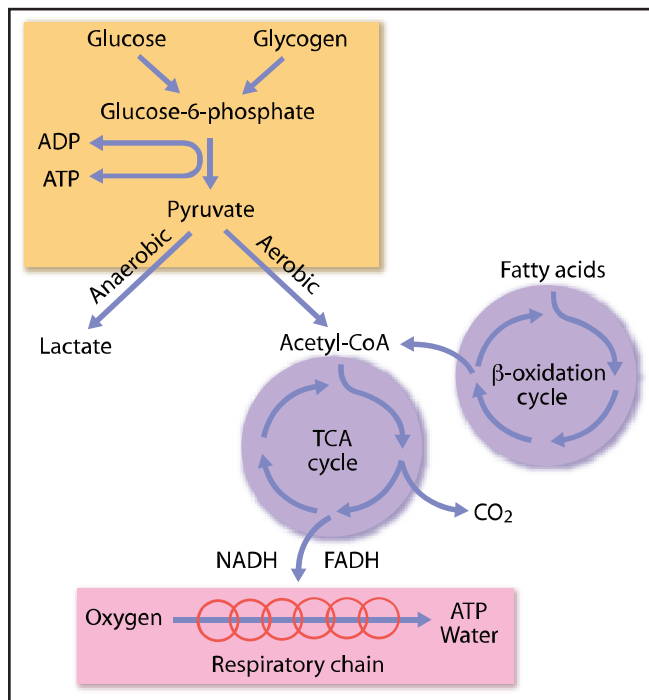 Glucose
Glycogen
Glucose-6-phosphate
ADP
ATP
Pyruvate
Anaerobic
Aerobic
Fatty acids
Lactate
Acetyl-CoA
β-oxidation
cycle
TCA
cycle
CO₂
NADH
FADH
Oxygen
ATP
Water
Respiratory chain